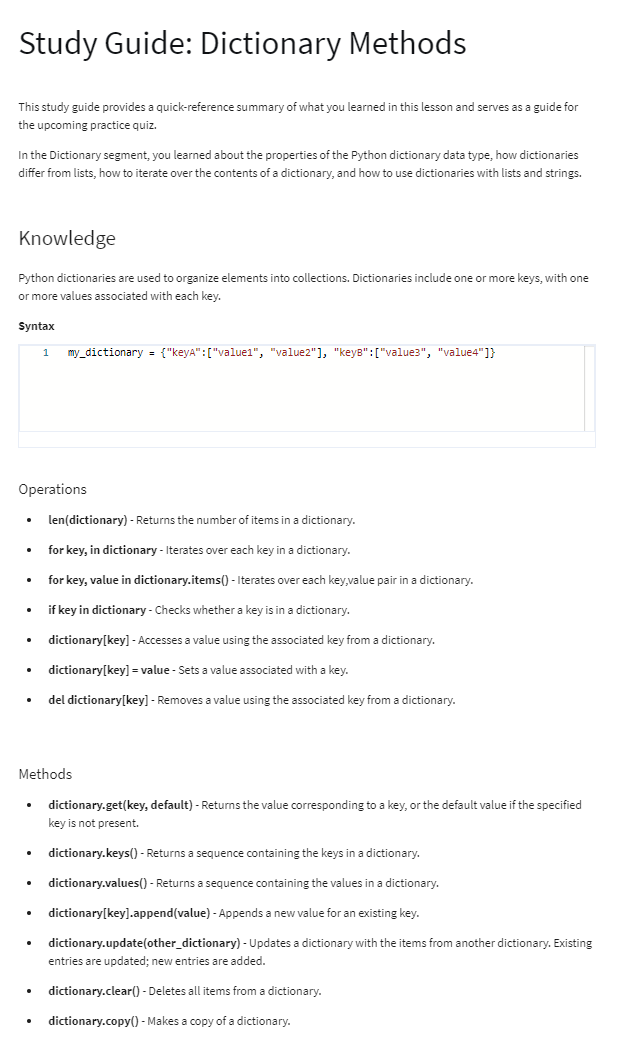 Study Guide: Dictionary Methods
This study guide provides a quick-reference summary of what you learned in this lesson and serves as a guide for
the upcoming practice quiz.
In the Dictionary segment, you learned about the properties of the Python dictionary data type, how dictionaries
differ from lists, how to iterate over the contents of a dictionary, and how to use dictionaries with lists and strings.
Knowledge
Python dictionaries are used to organize elements into collections. Dictionaries include one or more keys, with one
or more values associated with each key.
Syntax
1 my_dictionary = {"keyA":["value1", "value2"], "keyB":["value3", "value4"]}
Operations
• len(dictionary) - Returns the number of items in a dictionary.
• for key, in dictionary - Iterates over each key in a dictionary.
• for key, value in dictionary.items() - Iterates over each key,value pair in a dictionary.
• if key in dictionary - Checks whether a key is in a dictionary.
• dictionary[key] - Accesses a value using the associated key from a dictionary.
• dictionary[key] = value - Sets a value associated with a key.
• del dictionary[key] - Removes a value using the associated key from a dictionary.
Methods
• dictionary.get(key, default) - Returns the value corresponding to a key, or the default value if the specified
key is not present.
• dictionary.keys() - Returns a sequence containing the keys in a dictionary.
• dictionary.values() - Returns a sequence containing the values in a dictionary.
• dictionary[key].append(value) - Appends a new value for an existing key.
• dictionary.update(other_dictionary) - Updates a dictionary with the items from another dictionary. Existing
entries are updated; new entries are added.
• dictionary.clear() - Deletes all items from a dictionary.
• dictionary.copy() - Makes a copy of a dictionary.